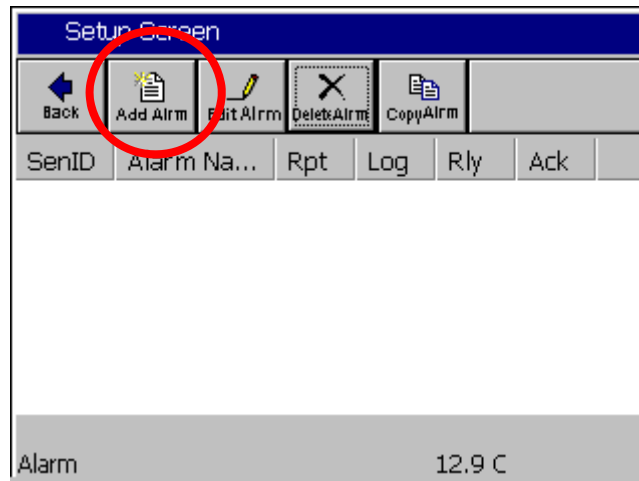 Setup Screen
Back Add Alrm Edit Alrm DeleteAlrm CopyAlrm
SenID Alarm Na... Rpt Log Rly Ack
Alarm 12.9 C